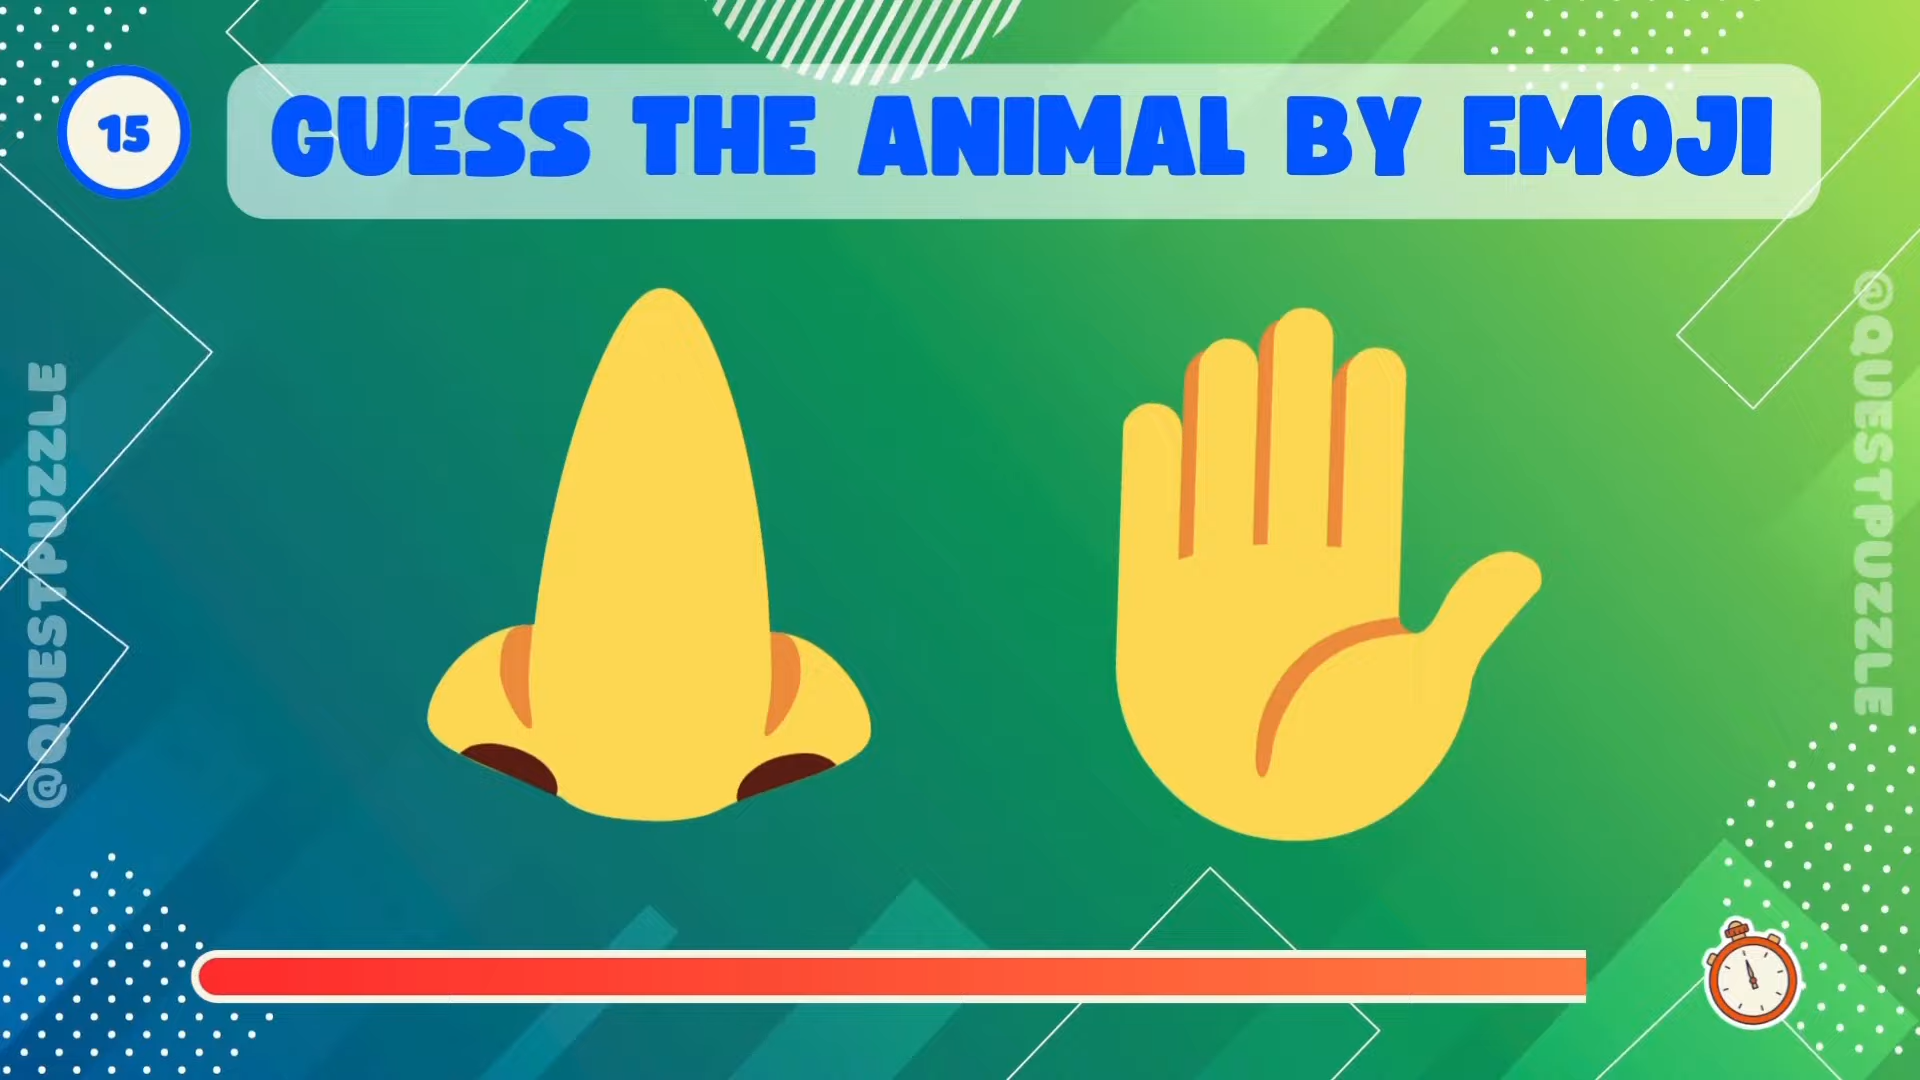 15
GUESS THE ANIMAL BY EMOJI
@QUESTPUZZLE
@QUESTPUZZLE